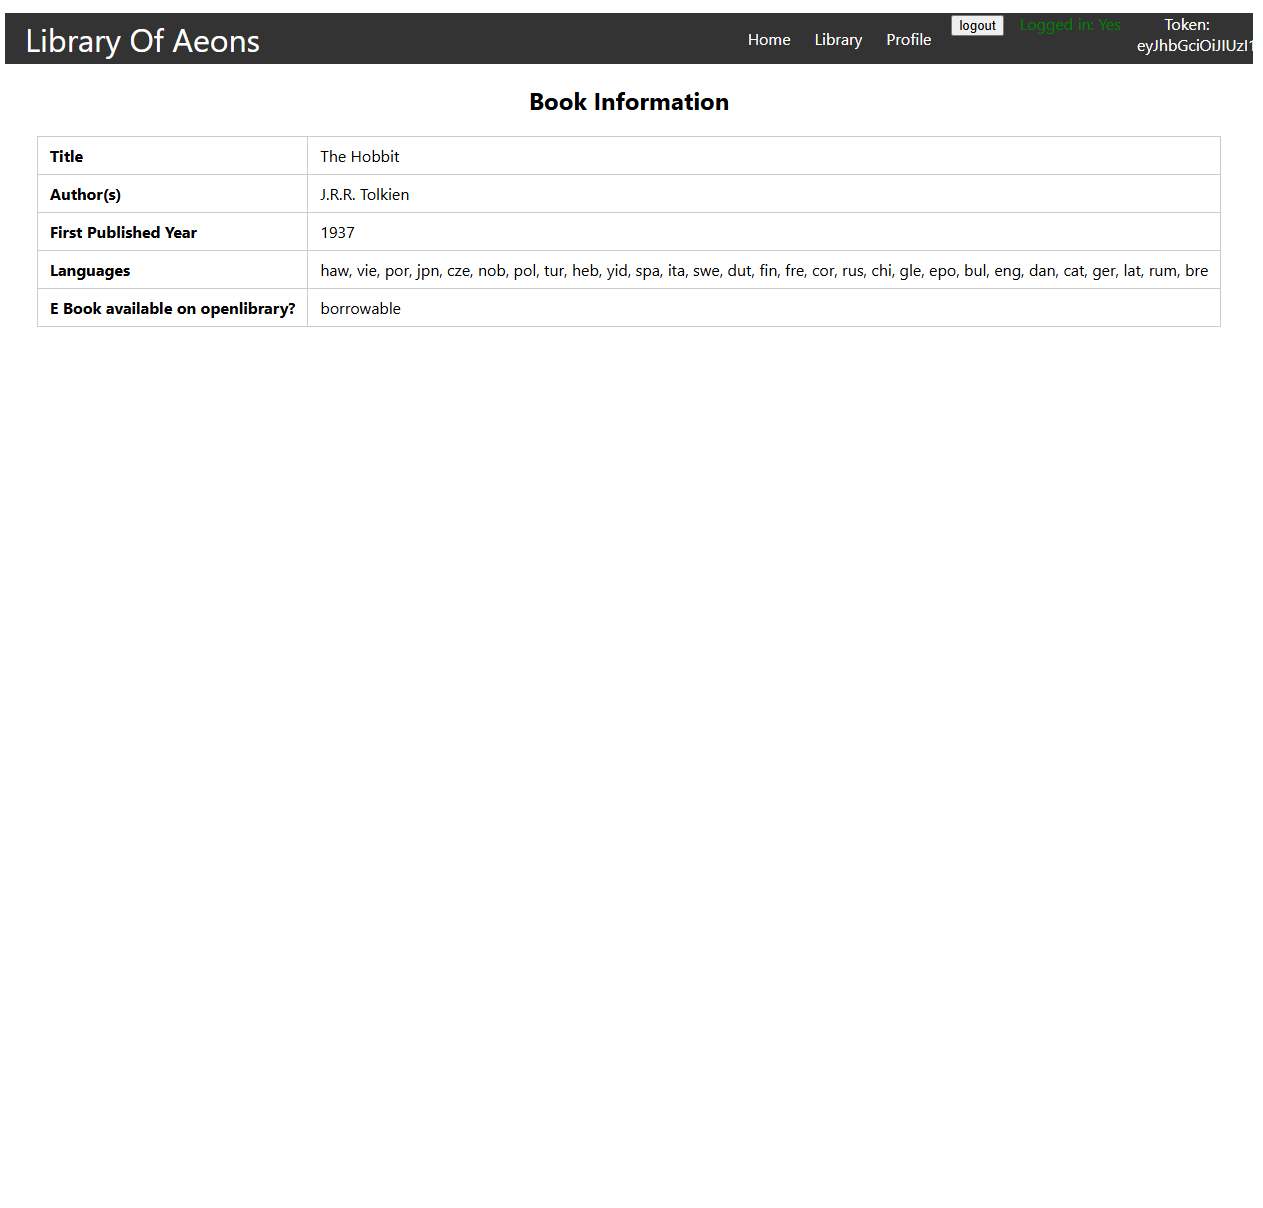 Library Of Aeons
Home Library Profile logout Logged in: Yes Token:
eyJhbGciOiJIUzI1
Book Information
Title The Hobbit
Author(s) J.R.R. Tolkien
First Published Year 1937
Languages haw, vie, por, jpn, cze, nob, pol, tur, heb, yid, spa, ita, swe, dut, fin, fre, cor, rus, chi, gle, epo, bul, eng, dan, cat, ger, lat, rum, bre
E Book available on openlibrary? borrowable